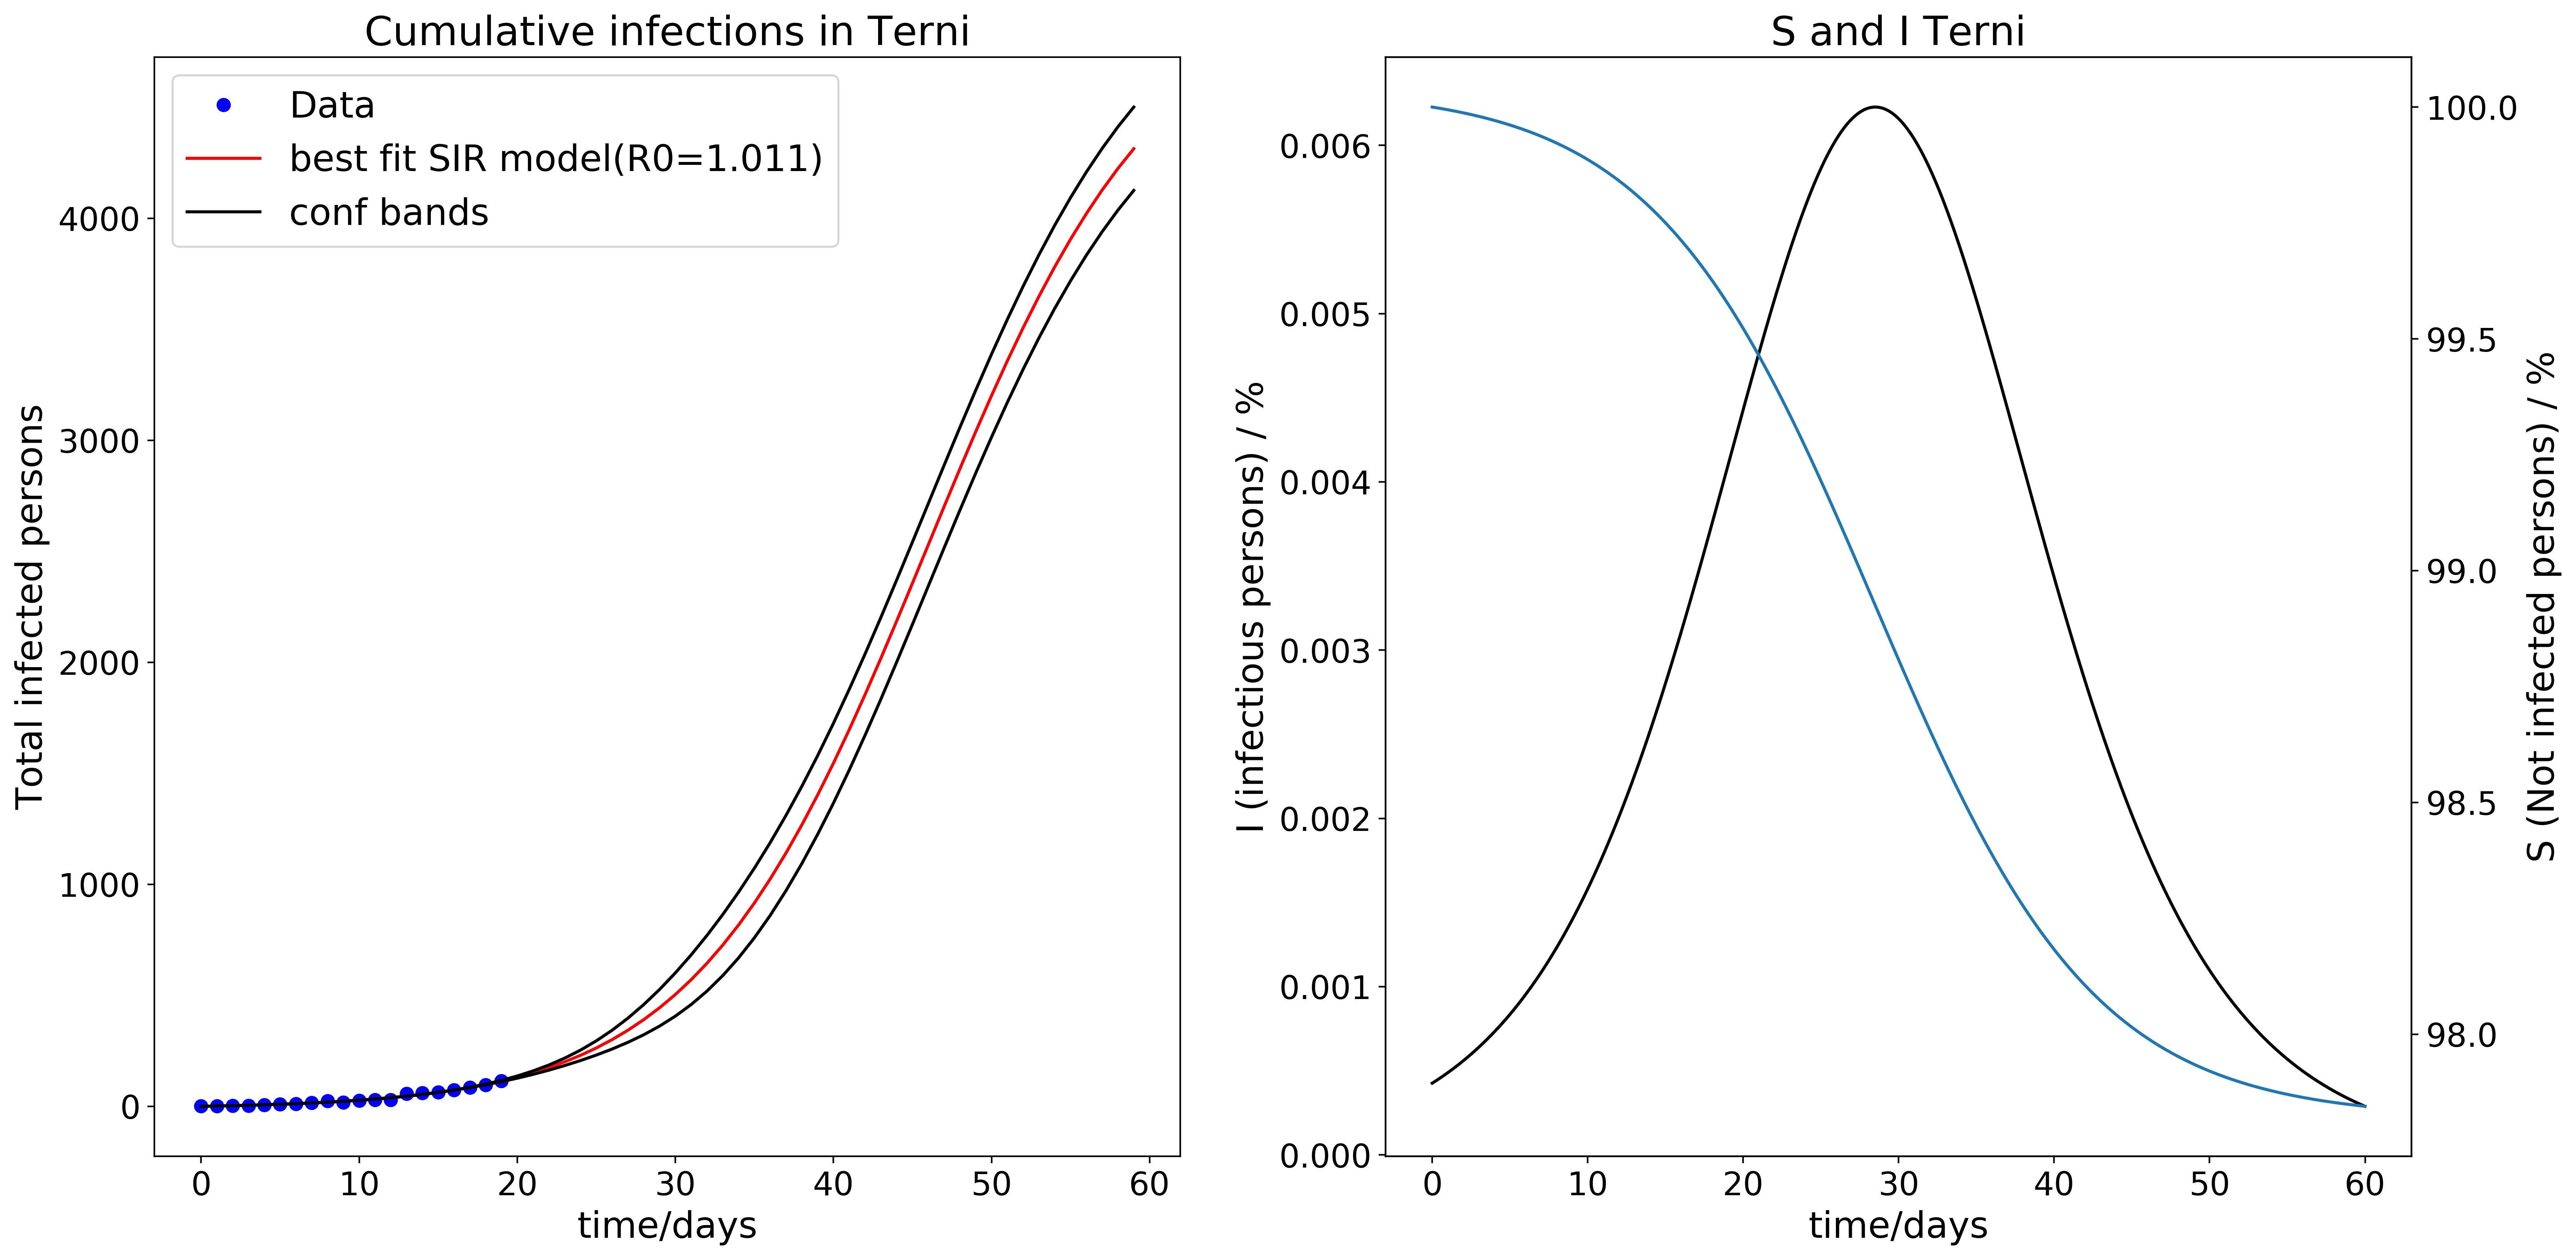 Cumulative infections in Terni
Data
best fit SIR model(R0=1.011)
conf bands
Total infected persons
4000
3000
2000
1000
0
0 10 20 30 40 50 60
time/days
S and I Terni
I (infectious persons) / %
0.006
0.005
0.004
0.003
0.002
0.001
0.000
0 10 20 30 40 50 60
time/days
100.0
99.5
99.0
98.5
98.0
S (Not infected persons) / %